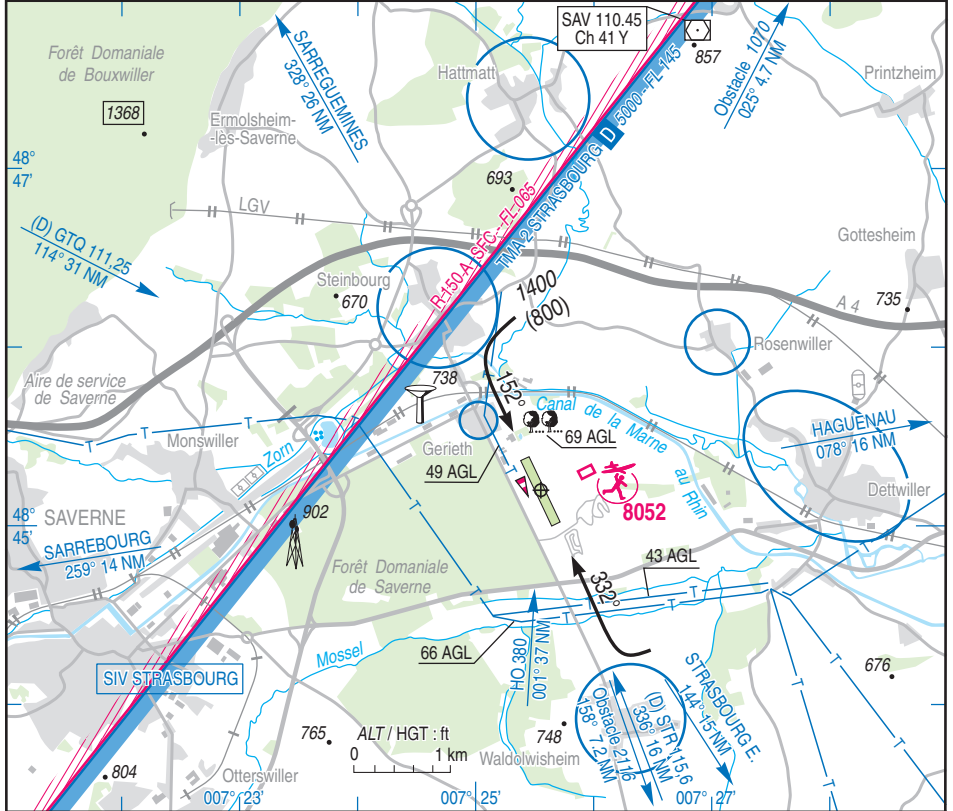 SAV 110.45
Ch 41 Y
857
Obstacle 1070
025° 4.7 NM
Printzheim
Forêt Domaniale
de Bouxwiller
1368
SARREGUEMINES
328° 26 NM
Hattmatt
Ermolsheim-
lès-Saverne
48°
47'
693
R-150-A-SFC--FL-065
TMA-2 STRASBOURG D 5000--FL 145
LGV
(D) GTQ 111.25
114° 31 NM
Gottesheim
Steinbourg
670
1400
(800)
A 4
735
Rosenwiller
Aire de service
de Saverne
738
152°
Canal de la Marne
au Rhin
69 AGL
HAGUENAU
078° 16 NM
Monswiller
Zorn
Gerieth
49 AGL
Dettwiller
8052
SAVERNE
902
48°
45'
SARREBOURG
259° 14 NM
Forêt Domaniale
de Saverne
43 AGL
332°
66 AGL
HO 380
001° 37 NM
Mossel
SIV STRASBOURG
STRASBOURG E.
144° 15 NM
(D) STR 115.6
336° 16 NM
Obstacle 2116
158° 7.2 NM
676
765
ALT / HGT : ft
0 1 km
748
Waldolwisheim
804
Otterswiller
007° 23'
007° 25'
007° 27'
T
T
T
T
T
T
T
T
T
T
T
T